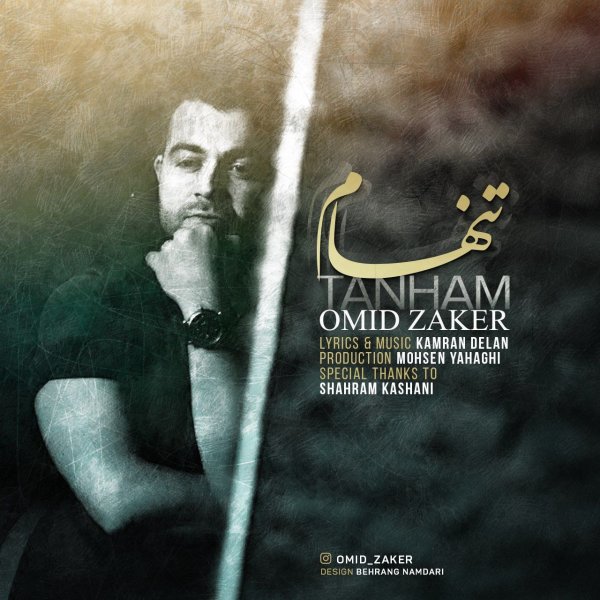 تنهام
TANHAM
OMID ZAKER
LYRICS & MUSIC KAMRAN DELAN
PRODUCTION MOHSEN YAHAGHI
SPECIAL THANKS TO
SHAHRAM KASHANI
OMID_ZAKER
DESIGN BEHRANG NAMDARI